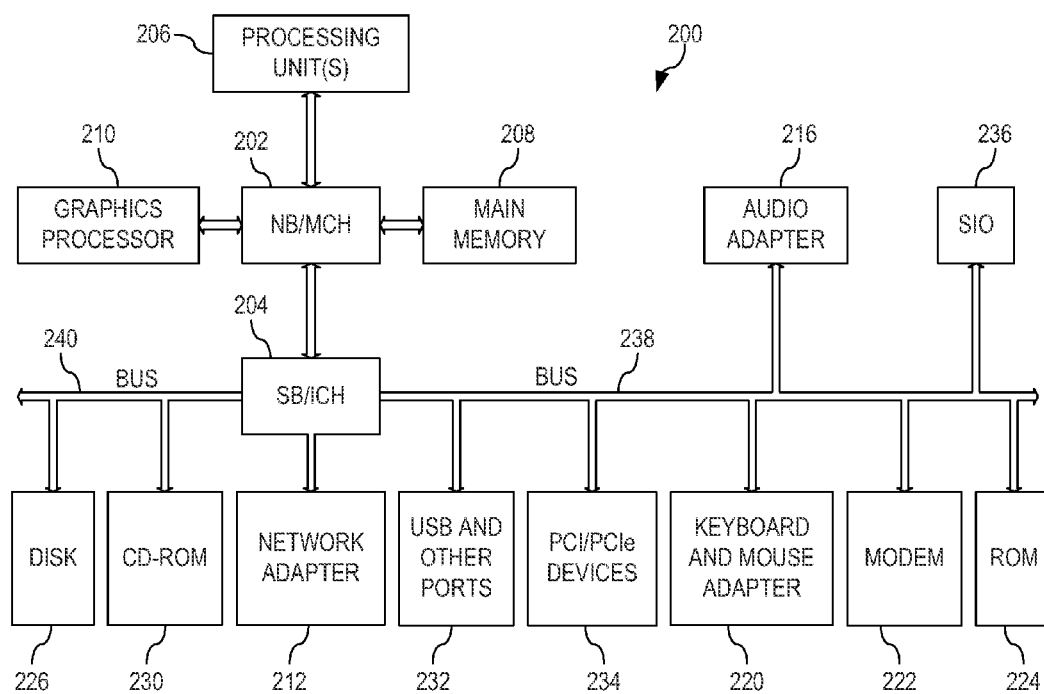 206
PROCESSING
UNIT(S)
200
210
202
208
216
236
GRAPHICS
PROCESSOR
NB/MCH
MAIN
MEMORY
AUDIO
ADAPTER
SIO
204
240
BUS
SB/ICH
BUS
238
DISK
CD-ROM
NETWORK
ADAPTER
USB AND
OTHER
PORTS
PCI/PCIe
DEVICES
KEYBOARD
AND MOUSE
ADAPTER
MODEM
ROM
226
230
212
232
234
220
222
224